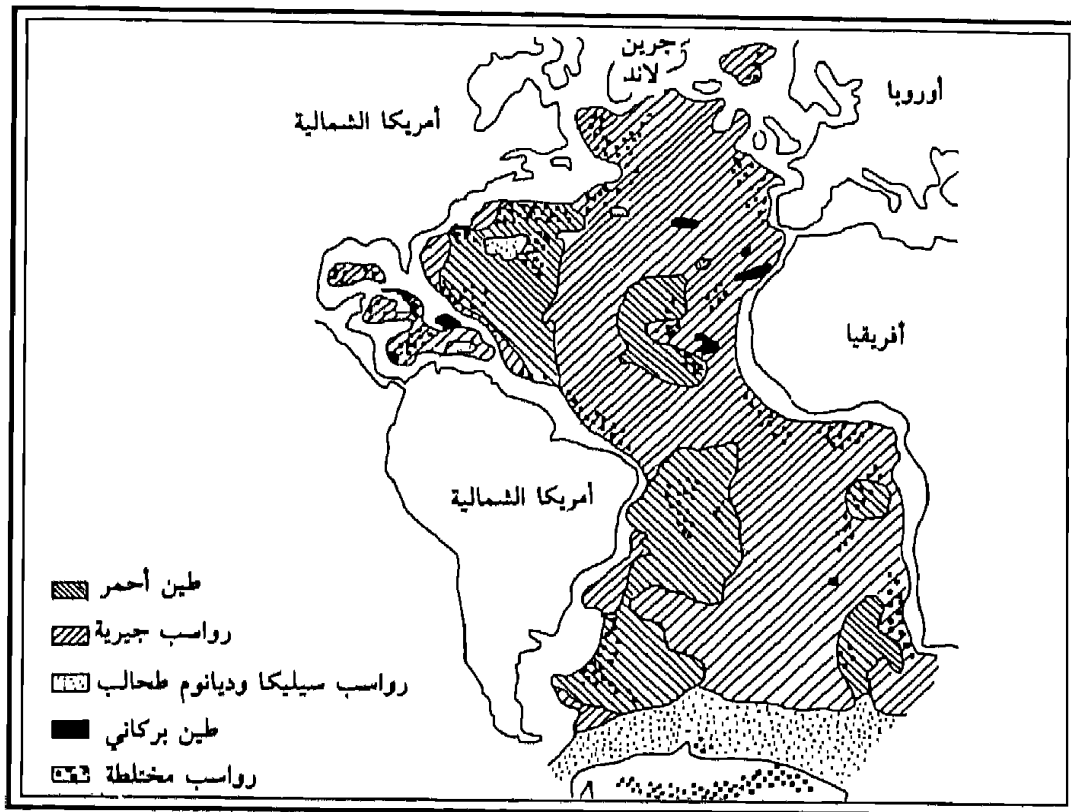 جرين
لاند
أوروبا
أمريكا الشمالية
أفريقيا
أمريكا الشمالية
طين أحمر
رواسب جيرية
رواسب سيليكا وديانوم طحالب
طين بركاني
رواسب مختلطة